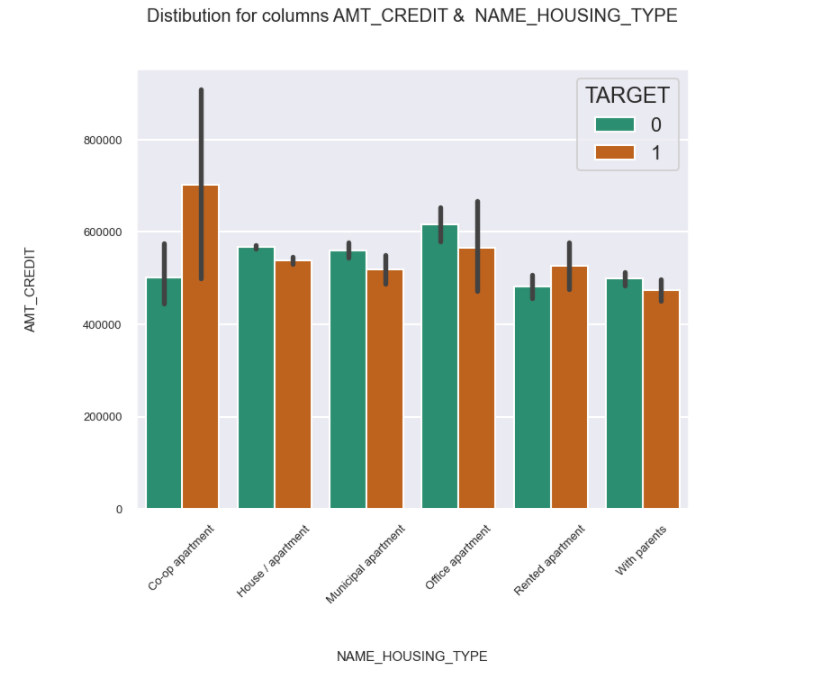 Distibution for columns AMT_CREDIT &  NAME_HOUSING_TYPE
TARGET
0
1
AMT_CREDIT
800000
600000
400000
200000
0
Co-op apartment
House / apartment
Municipal apartment
Office apartment
Rented apartment
With parents
NAME_HOUSING_TYPE